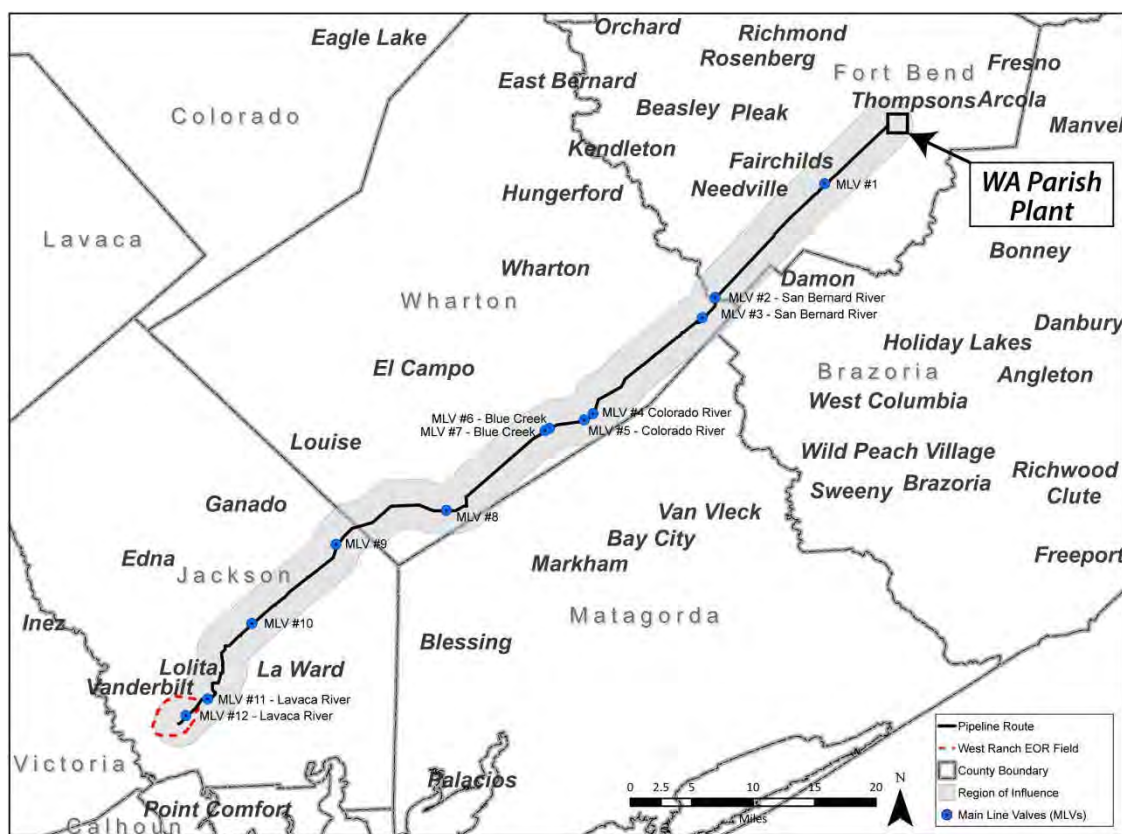 Orchard
Richmond
Eagle Lake
Rosenberg
Fresno
East Bernard
Fort Bend
Colorado
Beasley
Pleak
Thompsons
Arcola
Manvel
Kendleton
Fairchilds
Needville
MLV #1
WA Parish
Plant
Hungerford
Lavaca
Wharton
Bonney
Damon
Wharton
MLV #2 - San Bernard River
MLV #3 - San Bernard River
Danbury
Holiday Lakes
Brazoria
Angleton
El Campo
West Columbia
MLV #6 - Blue Creek
MLV #7 - Blue Creek
MLV #4 Colorado River
MLV #5 - Colorado River
Louise
Wild Peach Village
Richwood
Sweeny
Brazoria
Clute
Ganado
MLV #8
Van Vleck
Bay City
MLV #9
Markham
Freeport
Edna
Jackson
Matagorda
Inez
MLV #10
Blessing
Lolita
La Ward
Vanderbilt
MLV #11 - Lavaca River
MLV #12 - Lavaca River
Victoria
Palacios
Point Comfort
Calhoun
0 2.5 5 10 15 20
Miles
N
Pipeline Route
West Ranch EOR Field
County Boundary
Region of Influence
Main Line Valves (MLVs)